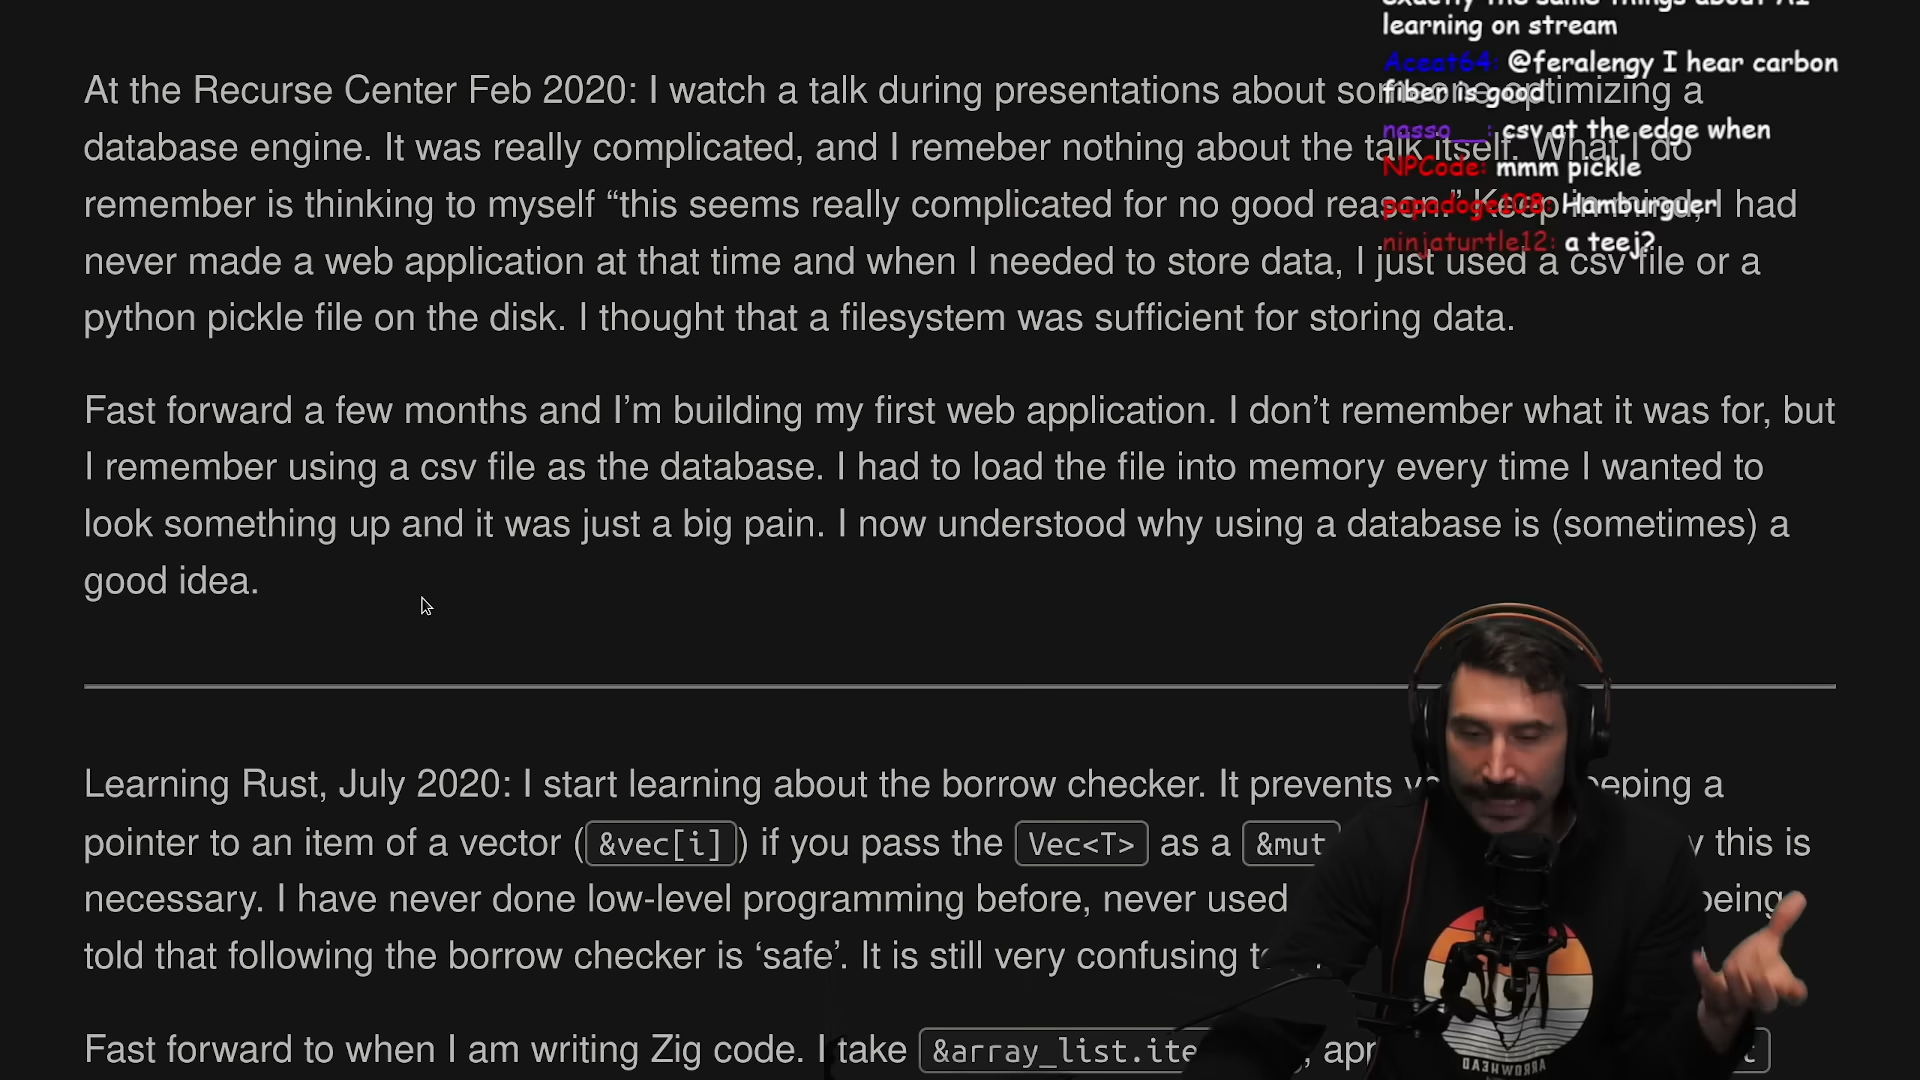 exactly the same things about AI
learning on stream
Aceat64: @feralengy I hear carbon
fiber is good
nasso__: csv at the edge when
NPCode: mmm pickle
papadoge108: Hamburguer
ninjaturtle12: a teej?
At the Recurse Center Feb 2020: I watch a talk during presentations about someone optimizing a
database engine. It was really complicated, and I remeber nothing about the talk itself. What I do
remember is thinking to myself “this seems really complicated for no good reason.” Keep in mind, I had
never made a web application at that time and when I needed to store data, I just used a csv file or a
python pickle file on the disk. I thought that a filesystem was sufficient for storing data.
Fast forward a few months and I’m building my first web application. I don’t remember what it was for, but
I remember using a csv file as the database. I had to load the file into memory every time I wanted to
look something up and it was just a big pain. I now understood why using a database is (sometimes) a
good idea.
Learning Rust, July 2020: I start learning about the borrow checker. It prevents a
pointer to an item of a vector (&vec[i]) if you pass the Vec<T> as a &mut this is
necessary. I have never done low-level programming before, never used being
told that following the borrow checker is ‘safe’. It is still very confusing
Fast forward to when I am writing Zig code. I take &array_list.ite
ARROWHEAD